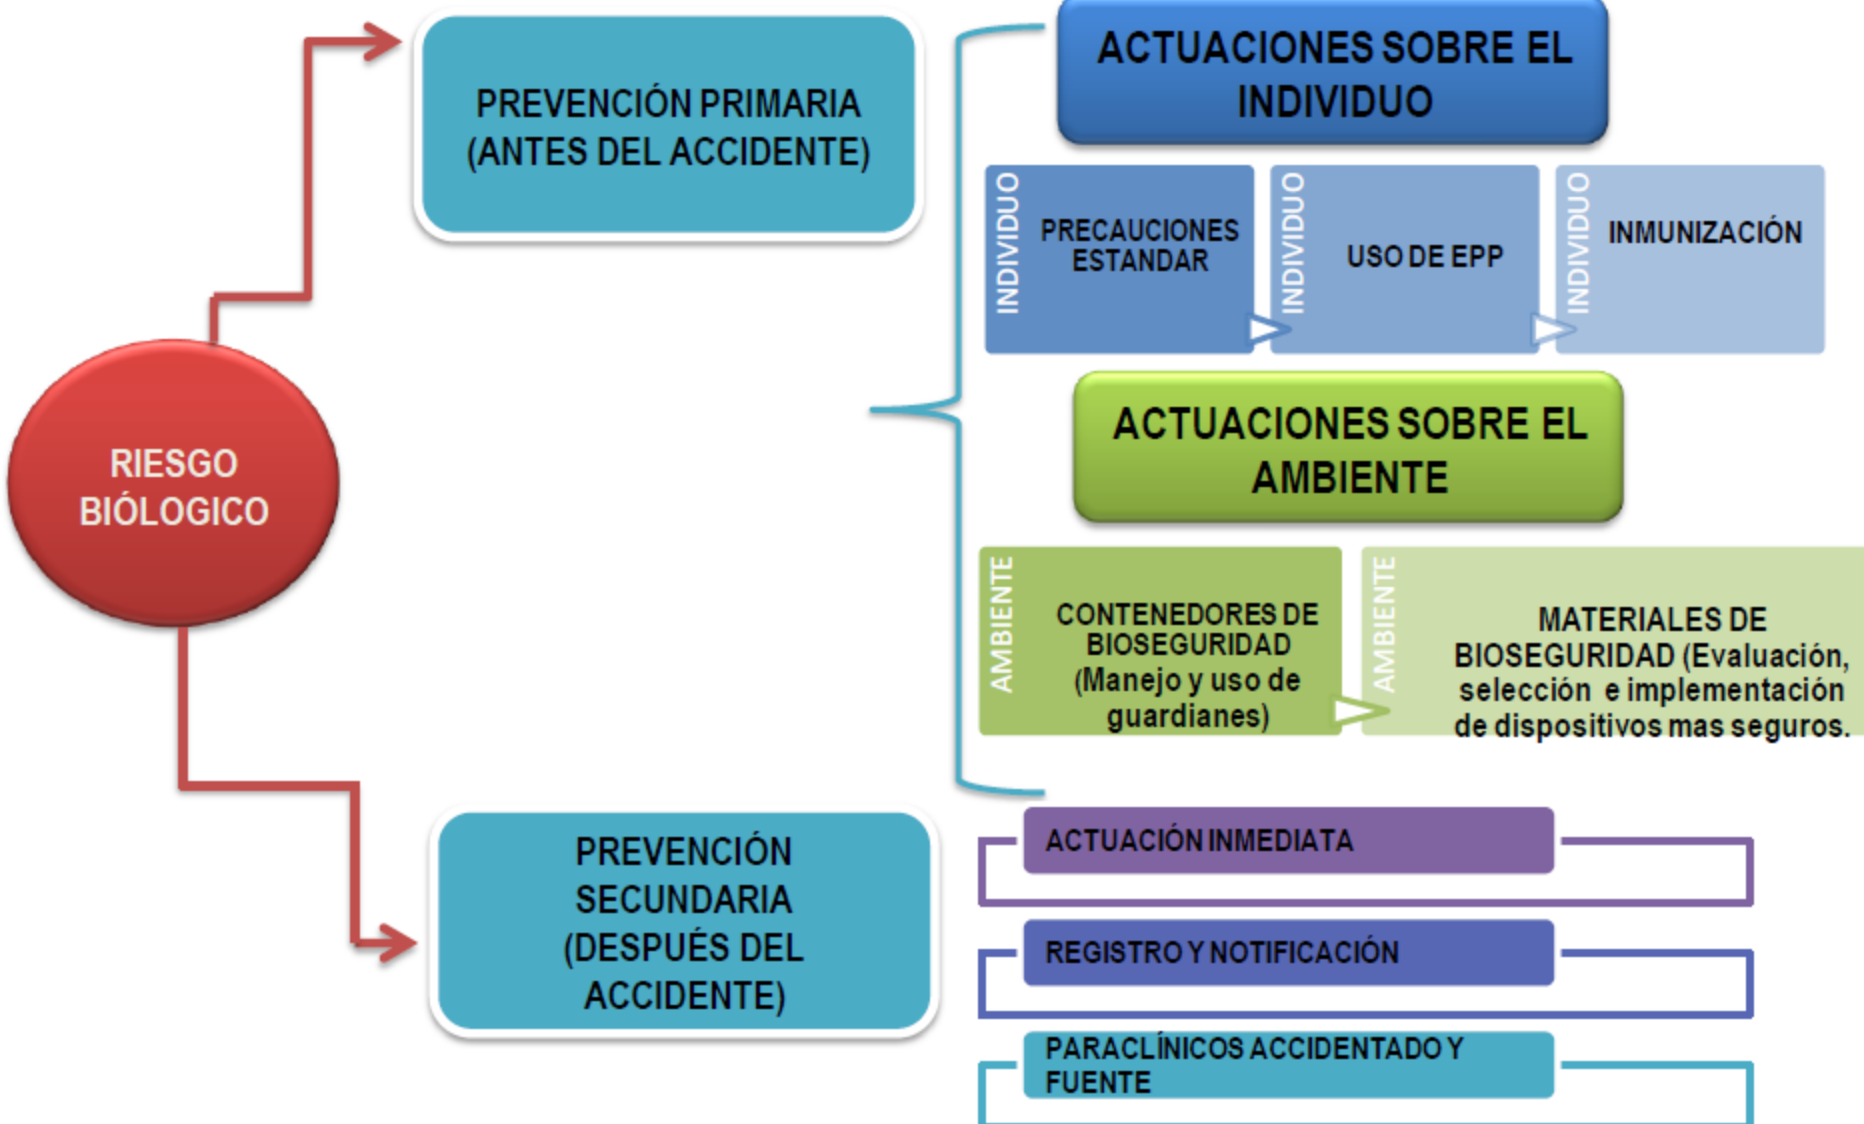 RIESGO
BIÓLOGICO
PREVENCIÓN PRIMARIA
(ANTES DEL ACCIDENTE)
ACTUACIONES SOBRE EL
INDIVIDUO
INDIVIDUO
PRECAUCIONES
ESTANDAR
INDIVIDUO
USO DE EPP
INDIVIDUO
INMUNIZACIÓN
ACTUACIONES SOBRE EL
AMBIENTE
AMBIENTE
CONTENEDORES DE
BIOSEGURIDAD
(Manejo y uso de
guardianes)
AMBIENTE
MATERIALES DE
BIOSEGURIDAD (Evaluación,
selección e implementación
de dispositivos mas seguros.
PREVENCIÓN
SECUNDARIA
(DESPUÉS DEL
ACCIDENTE)
ACTUACIÓN INMEDIATA
REGISTRO Y NOTIFICACIÓN
PARACLÍNICOS ACCIDENTADO Y
FUENTE